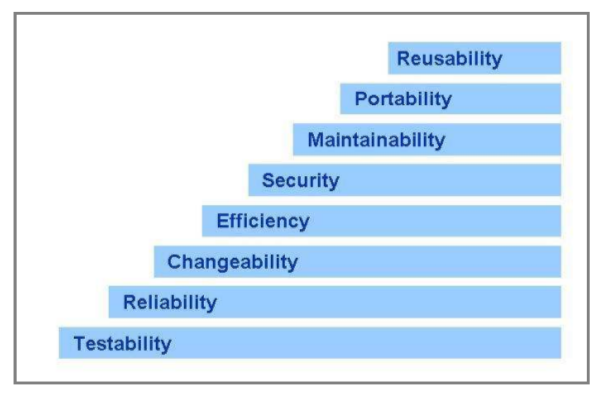 Reusability
Portability
Maintainability
Security
Efficiency
Changeability
Reliability
Testability